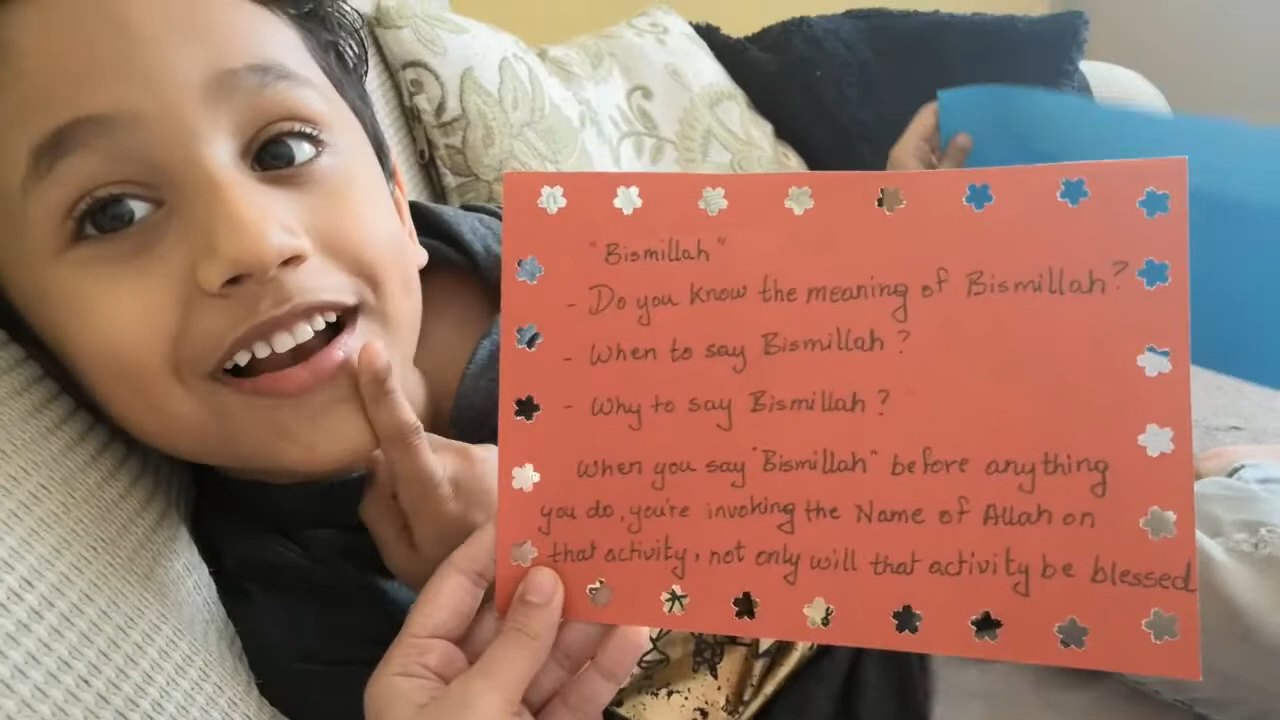 "Bismillah"
- Do you know the meaning of Bismillah?
- When to say Bismillah?
- Why to say Bismillah?
When you say "Bismillah" before anything
you do, you're invoking the Name of Allah on
that activity, not only will that activity be blessed